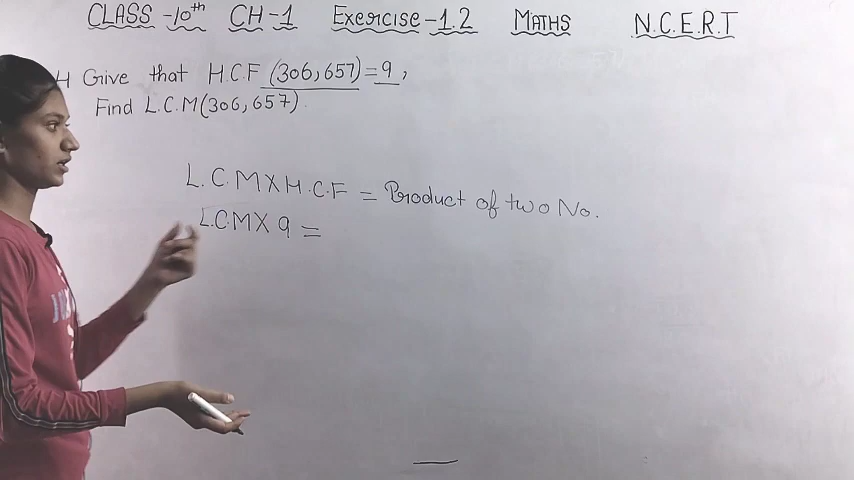 CLASS -10th CH-1 Exercise-1.2 MATHS N.C.E.R.T
Give that H.C.F (306,657)=9,
Find L.C.M(306,657).
L.C.M X H.C.F = Product of two No.
LCM X 9 =